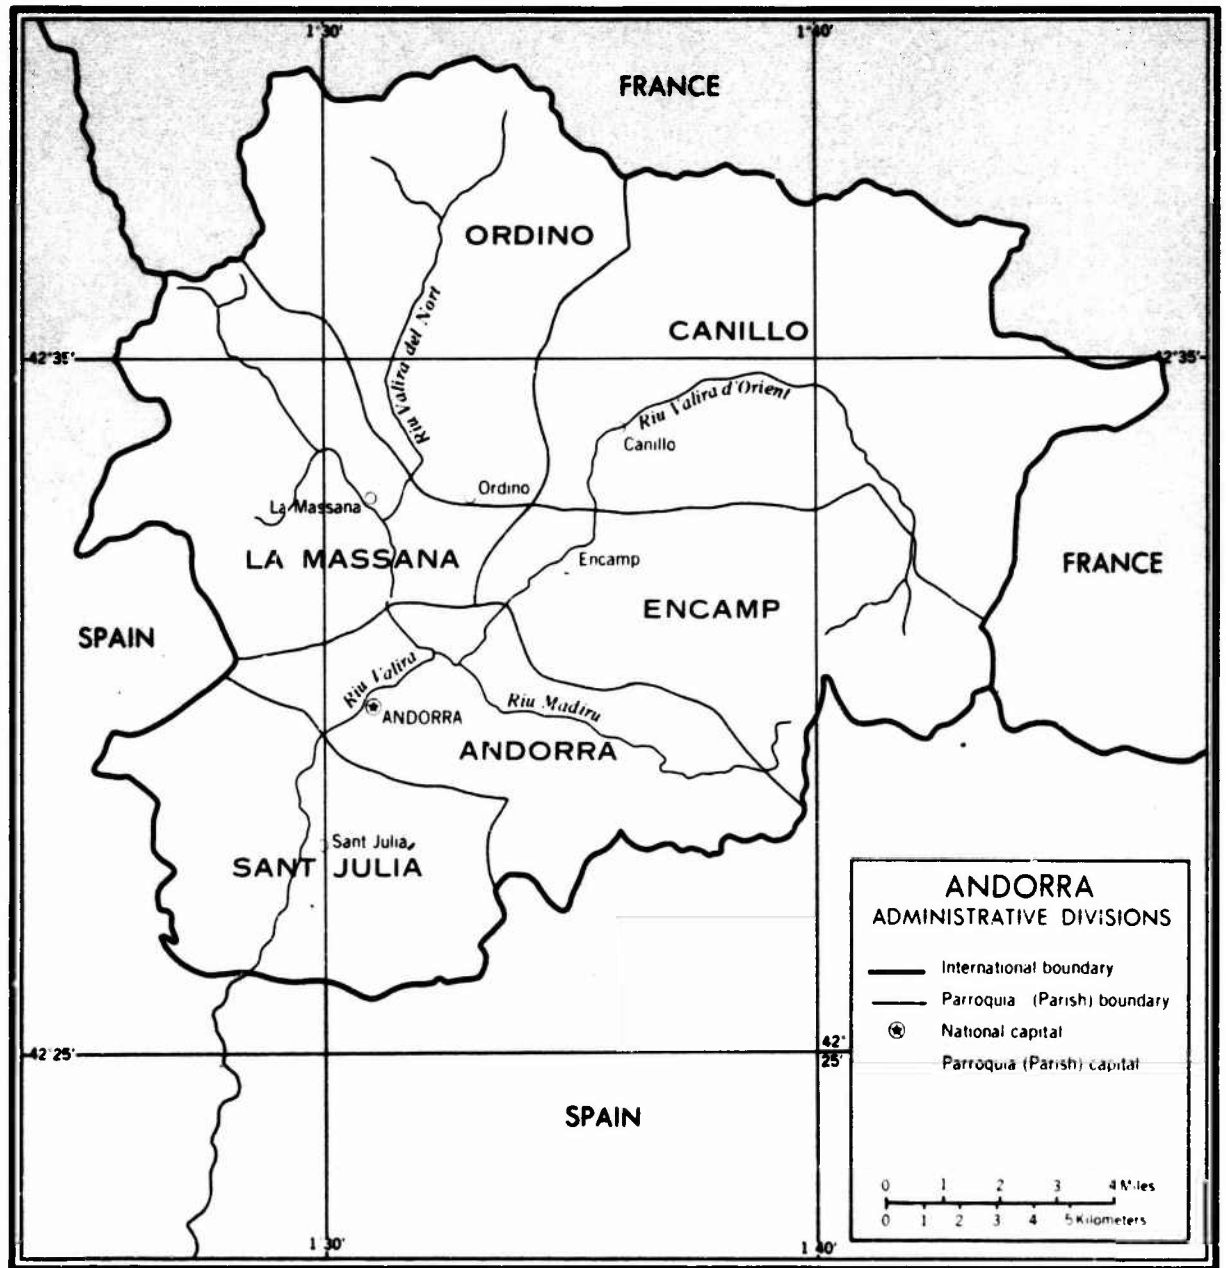 1°30'
1°40'
FRANCE
ORDINO
Riu Valira del Nort
CANILLO
42°35'
42°35'
Riu Valira d'Orient
Canillo
La Massana
Ordino
LA MASSANA
Encamp
FRANCE
SPAIN
ENCAMP
Riu Valira
Riu Madiru
ANDORRA
ANDORRA
Sant Julia
SANT JULIA
ANDORRA
ADMINISTRATIVE DIVISIONS
International boundary
Parroquia (Parish) boundary
National capital
Parroquia (Parish) capital
42°25'
42°
25'
SPAIN
0 1 2 3 4 Miles
0 1 2 3 4 5 Kilometers
1 30'
1 40'